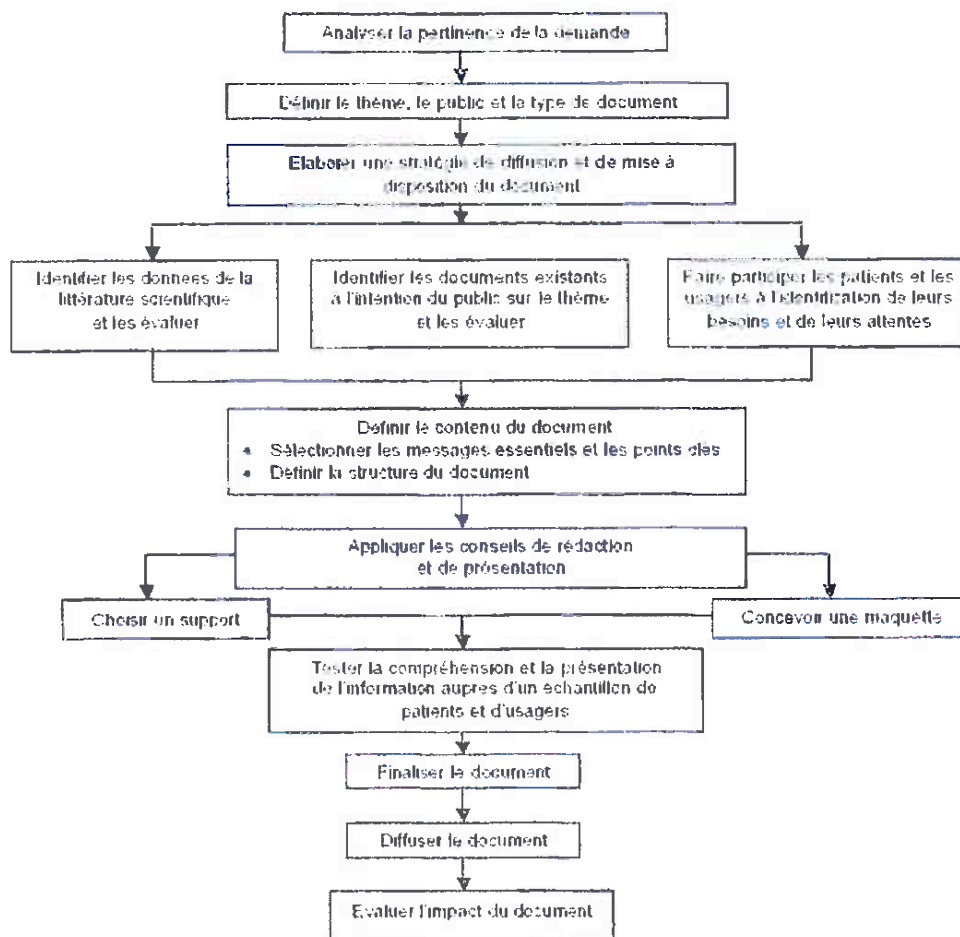 Analyser la pertinence de la demande
Définir le thème, le public et la type de document
Elaborer une stratégie de diffusion et de mise à
disposition du document
Identifier les données de la
littérature scientifique
et les évaluer
Identifier les documents existants
à l'intention du public sur le thème
et les évaluer
Faire participer les patients et les
usagers à l'identification de leurs
besoins et de leurs attentes
Définir le contenu du document
• Sélectionner les messages essentiels et les points clés
• Définir la structure du document
Appliquer les conseils de rédaction
et de présentation
Choisir un support
Concevoir une maquette
Tester la compréhension et la présentation
de l'information auprès d'un échantillon de
patients et d'usagers
Finaliser le document
Diffuser le document
Evaluer l'impact du document